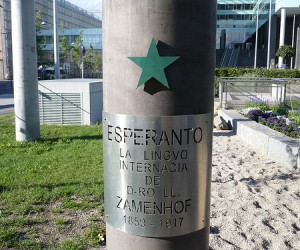 ESPERANTO
LA LINGVO
INTERNACIA
DE
D-RO L.L.
ZAMENHOF
1859-1917